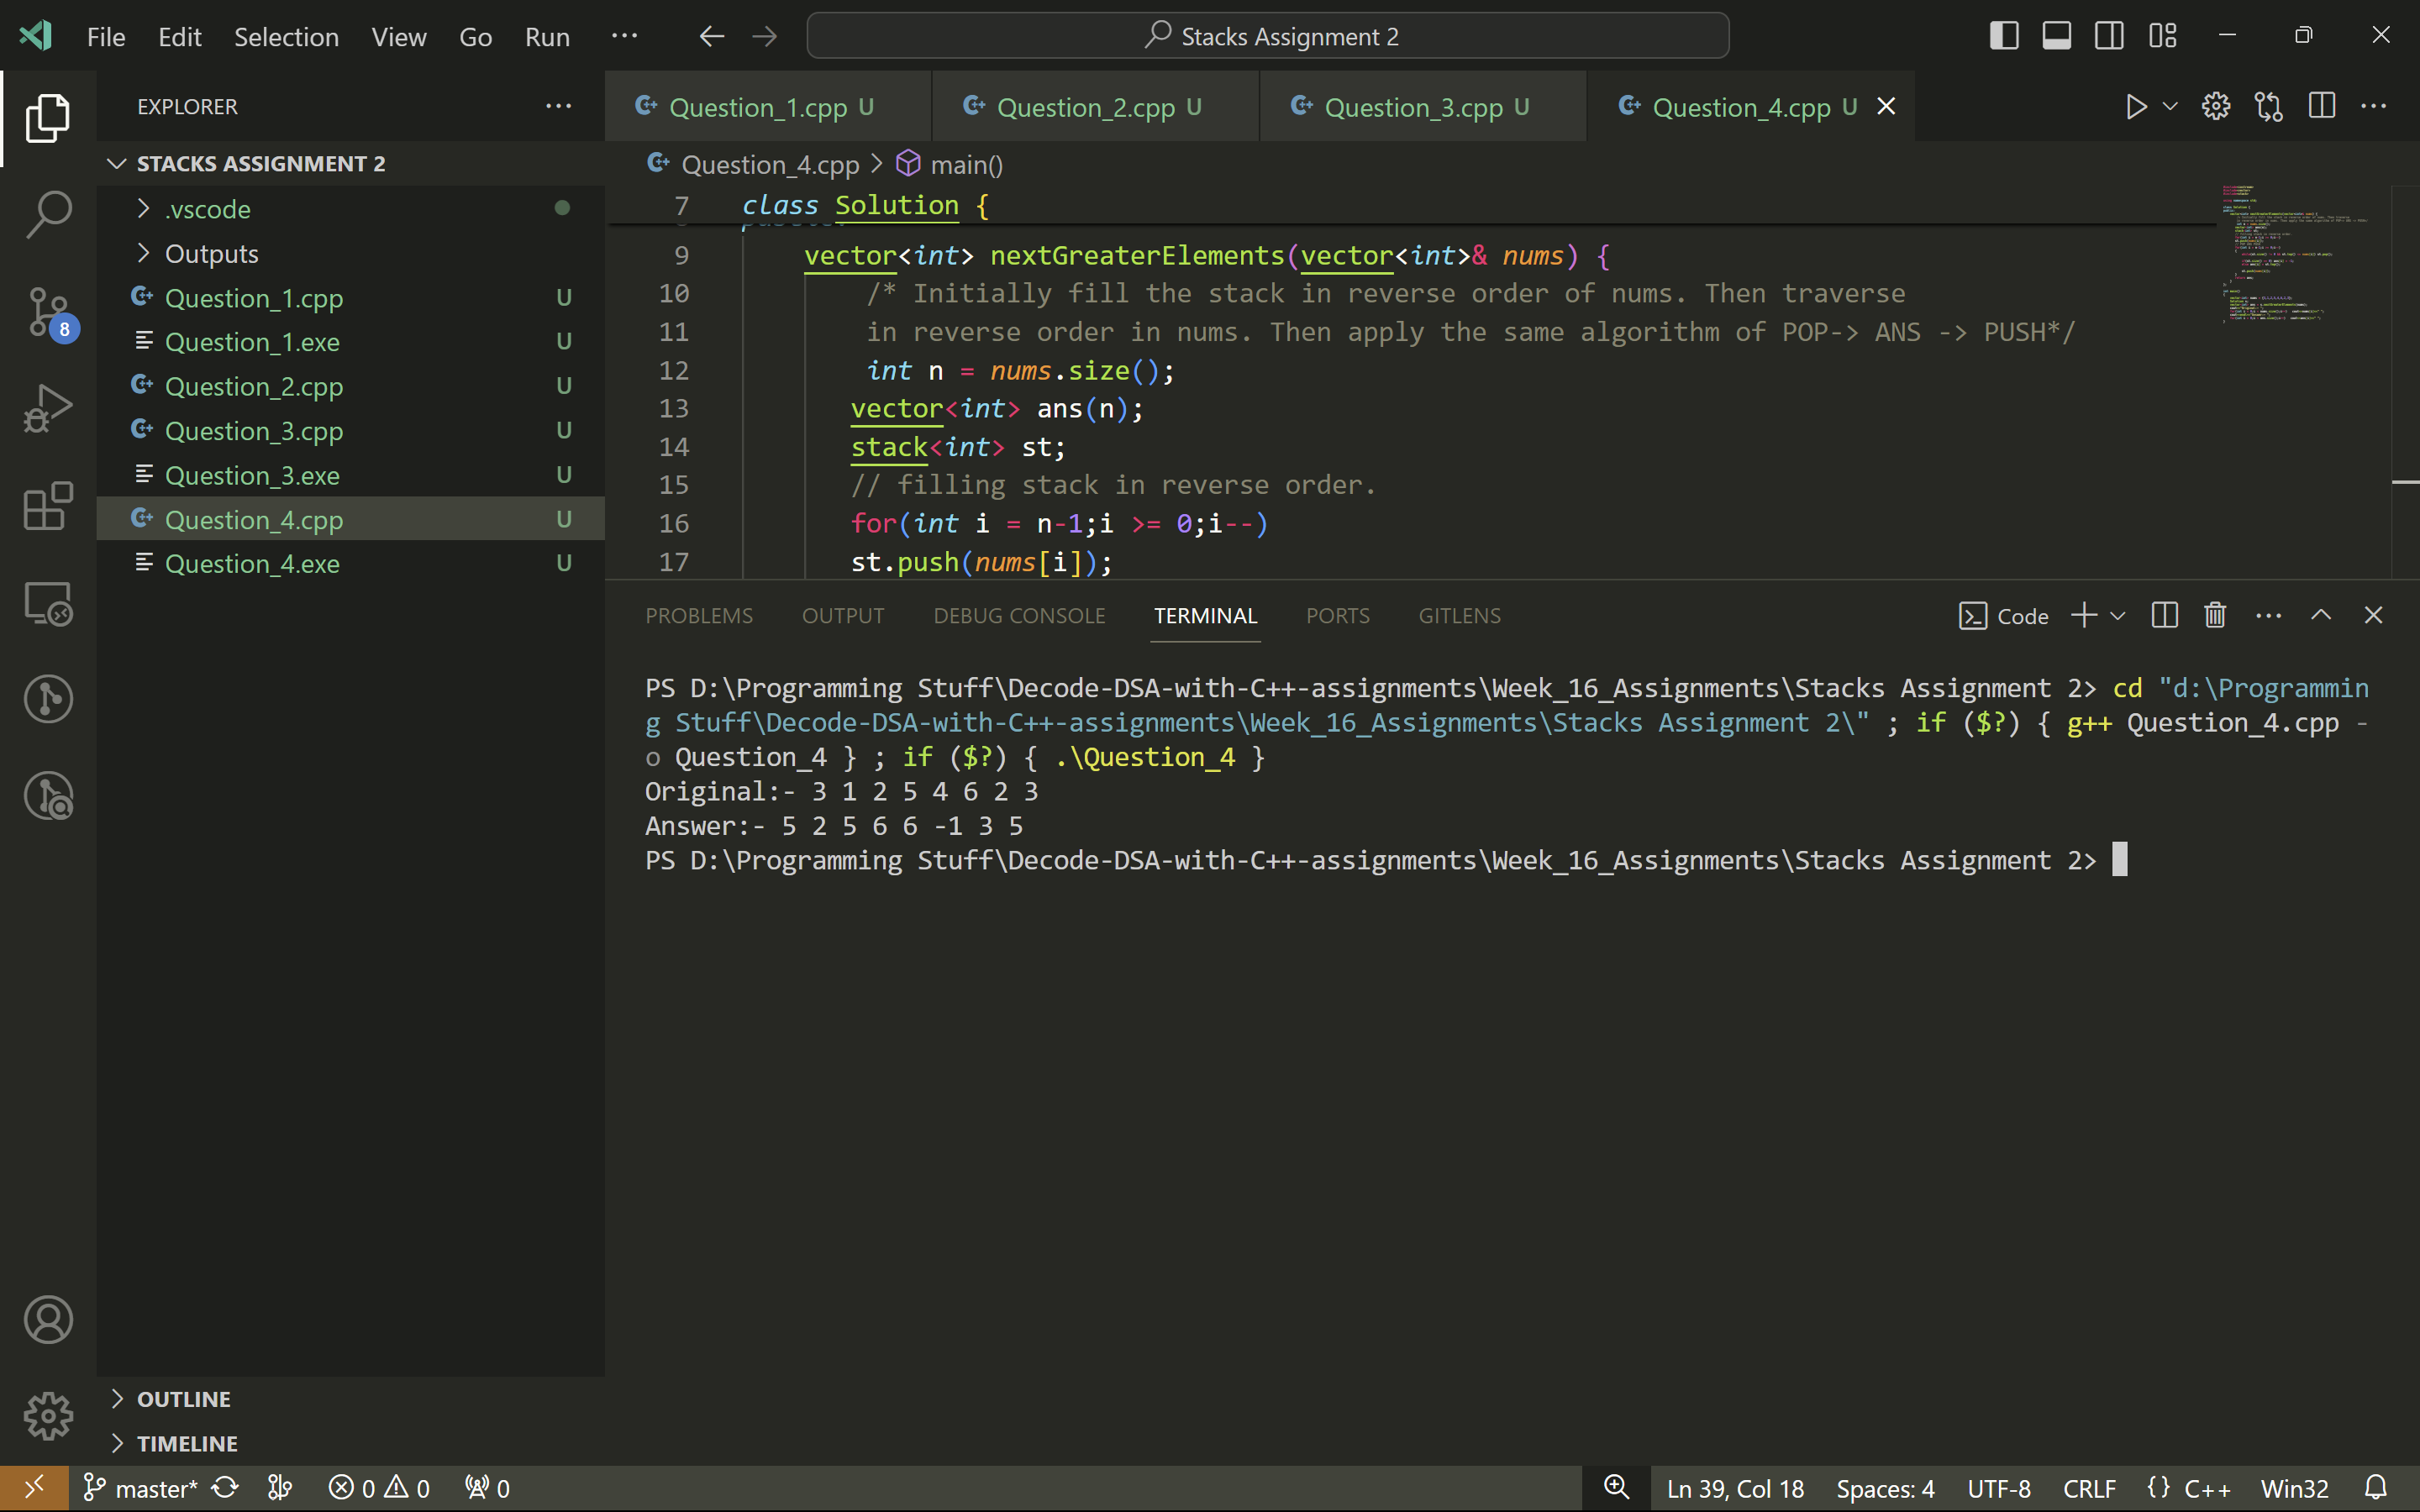 File Edit Selection View Go Run ··· Stacks Assignment 2
EXPLORER
STACKS ASSIGNMENT 2
.vscode
Outputs
Question_1.cpp U
Question_1.exe U
Question_2.cpp U
Question_3.cpp U
Question_3.exe U
Question_4.cpp U
Question_4.exe U
8
OUTLINE
TIMELINE
Question_1.cpp U Question_2.cpp U Question_3.cpp U Question_4.cpp U
Question_4.cpp > main()
7 class Solution {
9 vector<int> nextGreaterElements(vector<int>& nums) {
10 /* Initially fill the stack in reverse order of nums. Then traverse
11 in reverse order in nums. Then apply the same algorithm of POP-> ANS -> PUSH*/
12 int n = nums.size();
13 vector<int> ans(n);
14 stack<int> st;
15 // filling stack in reverse order.
16 for(int i = n-1;i >= 0;i--)
17 st.push(nums[i]);
PROBLEMS OUTPUT DEBUG CONSOLE TERMINAL PORTS GITLENS Code
PS D:\Programming Stuff\Decode-DSA-with-C++-assignments\Week_16_Assignments\Stacks Assignment 2> cd "d:\Programmin
g Stuff\Decode-DSA-with-C++-assignments\Week_16_Assignments\Stacks Assignment 2\" ; if ($?) { g++ Question_4.cpp -
o Question_4 } ; if ($?) { .\Question_4 }
Original:- 3 1 2 5 4 6 2 3
Answer:- 5 2 5 6 6 -1 3 5
PS D:\Programming Stuff\Decode-DSA-with-C++-assignments\Week_16_Assignments\Stacks Assignment 2>
master* 0 0 0 Ln 39, Col 18 Spaces: 4 UTF-8 CRLF {} C++ Win32